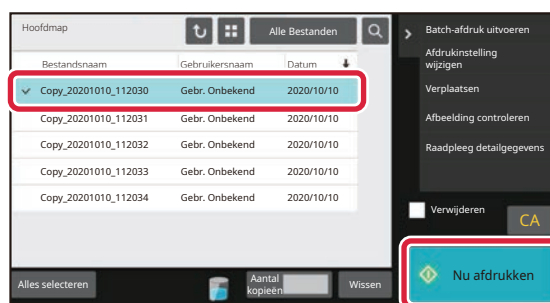 Hoofdmap
Alle Bestanden
Bestandsnaam Gebruikersnaam Datum
Copy_20201010_112030 Gebr. Onbekend 2020/10/10
Copy_20201010_112031 Gebr. Onbekend 2020/10/10
Copy_20201010_112032 Gebr. Onbekend 2020/10/10
Copy_20201010_112033 Gebr. Onbekend 2020/10/10
Copy_20201010_112034 Gebr. Onbekend 2020/10/10
Alles selecteren
Aantal
kopieën
Wissen
Batch-afdruk uitvoeren
Afdrukinstelling
wijzigen
Verplaatsen
Afbeelding controleren
Raadpleeg detailgegevens
Verwijderen
CA
Nu afdrukken